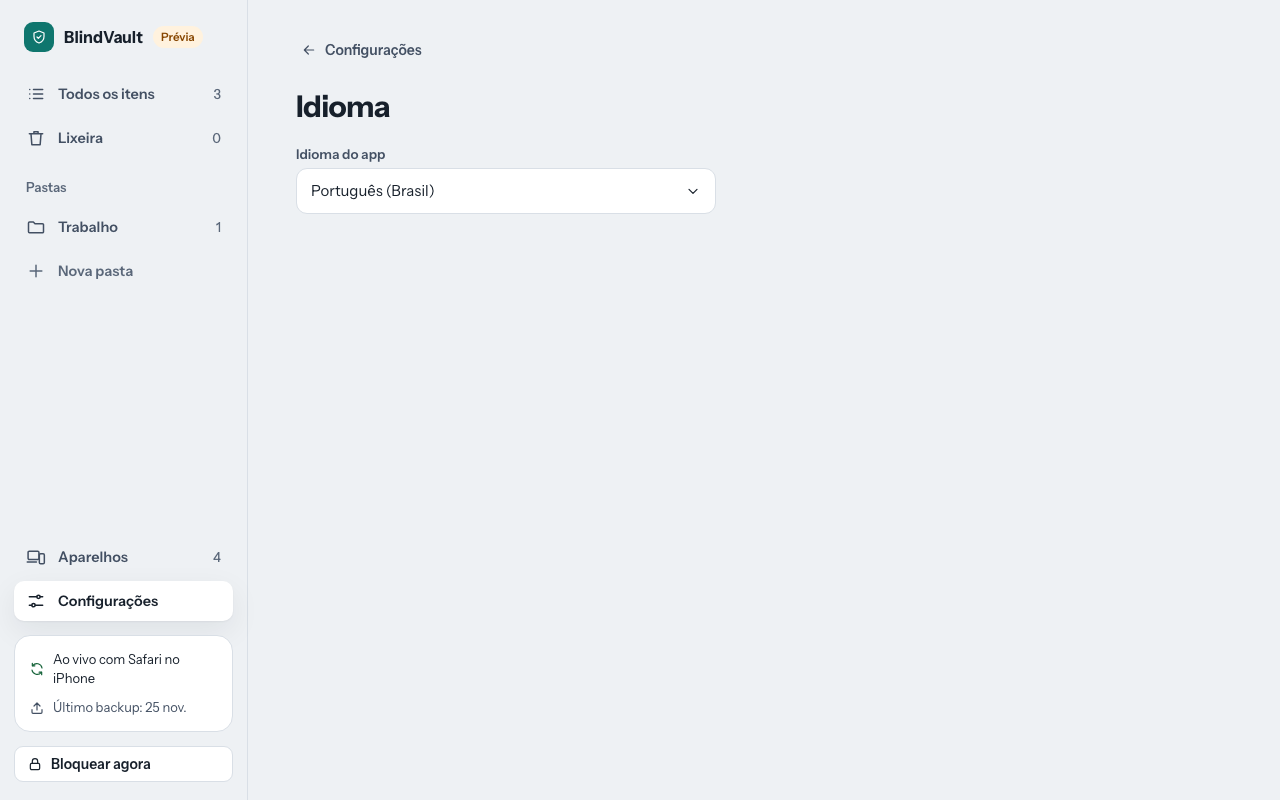 BlindVault
Prévia
Todos os itens 3
Lixeira 0
Pastas
Trabalho 1
Nova pasta
Aparelhos 4
Configurações
Ao vivo com Safari no
iPhone
Último backup: 25 nov.
Bloquear agora
Configurações
Idioma
Idioma do app
Português (Brasil)